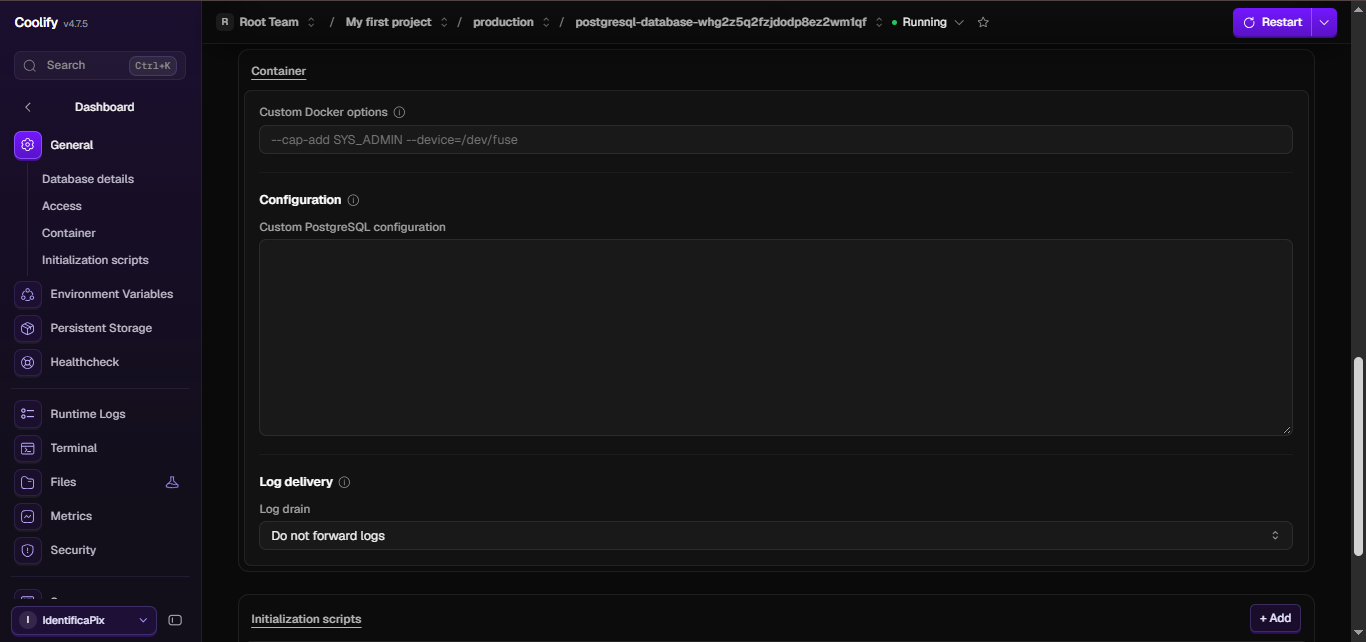 Coolify v4.7.5
R Root Team / My first project / production / postgresql-database-whg2z5q2fzjdodp8ez2wm1qf Running
Restart
Search Ctrl+K
Dashboard
General
Database details
Access
Container
Initialization scripts
Environment Variables
Persistent Storage
Healthcheck
Runtime Logs
Terminal
Files
Metrics
Security
I IdentificaPix
Container
Custom Docker options
--cap-add SYS_ADMIN --device=/dev/fuse
Configuration
Custom PostgreSQL configuration
Log delivery
Log drain
Do not forward logs
Initialization scripts
+ Add